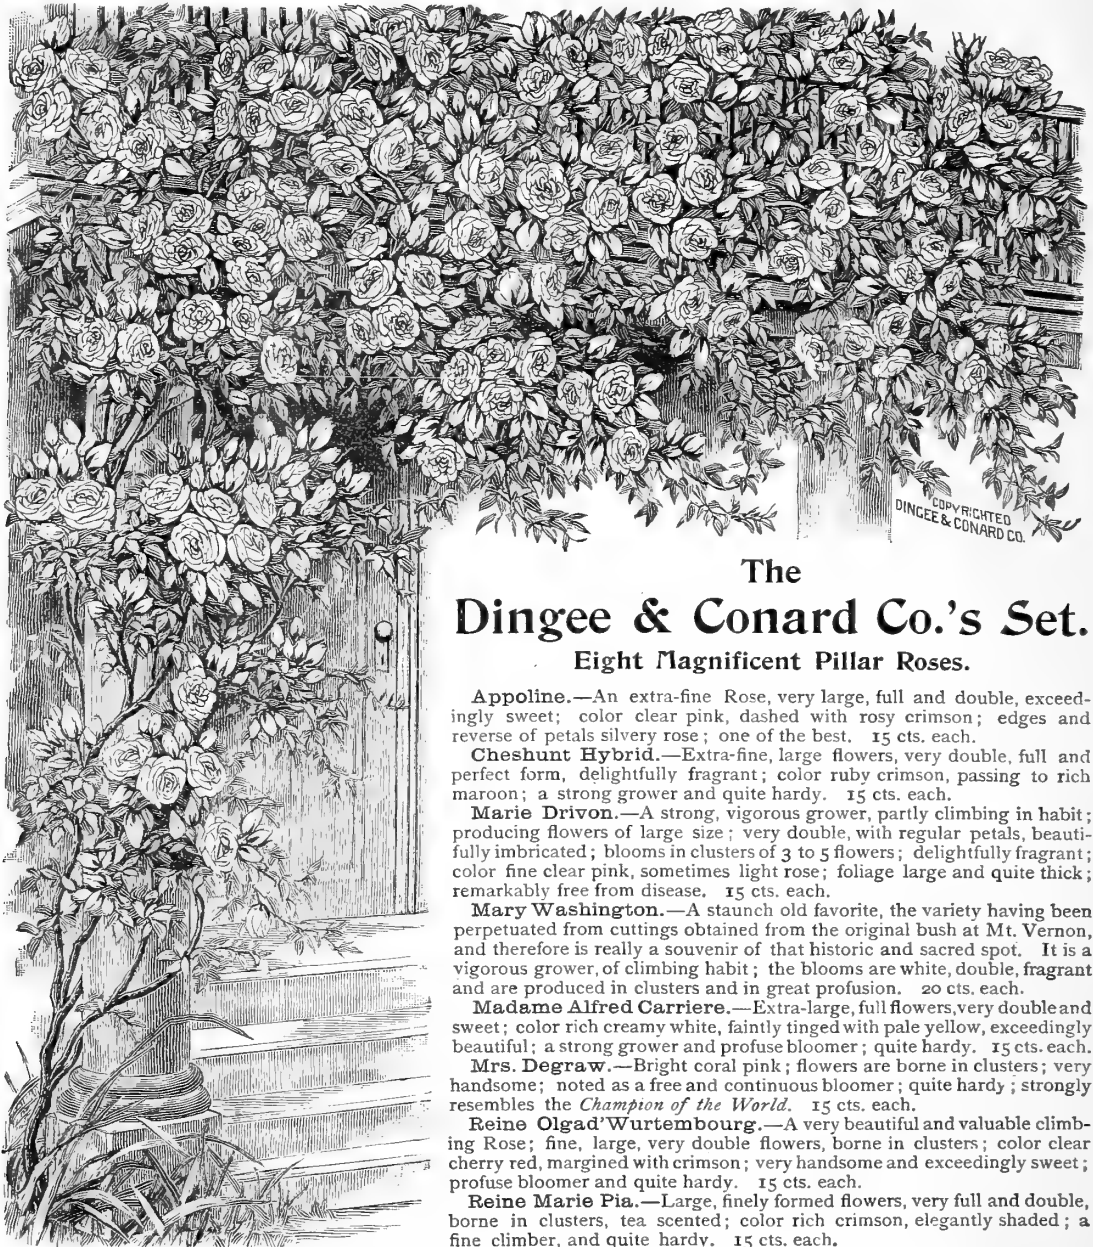 COPYRIGHTED
DINGEE & CONARD CO.
The
Dingee & Conard Co.'s Set.
Eight Magnificent Pillar Roses.
Appoline.—An extra-fine Rose, very large, full and double, exceed-
ingly sweet; color clear pink, dashed with rosy crimson; edges and
reverse of petals silvery rose; one of the best. 15 cts. each.
Cheshunt Hybrid.—Extra-fine, large flowers, very double, full and
perfect form, delightfully fragrant; color ruby crimson, passing to rich
maroon; a strong grower and quite hardy. 15 cts. each.
Marie Drivon.—A strong, vigorous grower, partly climbing in habit;
producing flowers of large size; very double, with regular petals, beauti-
fully imbricated; blooms in clusters of 3 to 5 flowers; delightfully fragrant;
color fine clear pink, sometimes light rose; foliage large and quite thick;
remarkably free from disease. 15 cts. each.
Mary Washington.—A staunch old favorite, the variety having been
perpetuated from cuttings obtained from the original bush at Mt. Vernon,
and therefore is really a souvenir of that historic and sacred spot. It is a
vigorous grower, of climbing habit; the blooms are white, double, fragrant
and are produced in clusters and in great profusion. 20 cts. each.
Madame Alfred Carriere.—Extra-large, full flowers, very double and
sweet; color rich creamy white, faintly tinged with pale yellow, exceedingly
beautiful; a strong grower and profuse bloomer; quite hardy. 15 cts. each.
Mrs. Degraw.—Bright coral pink; flowers are borne in clusters; very
handsome; noted as a free and continuous bloomer; quite hardy; strongly
resembles the Champion of the World. 15 cts. each.
Reine Olgad'Wurtembourg.—A very beautiful and valuable climb-
ing Rose; fine, large, very double flowers, borne in clusters; color clear
cherry red, margined with crimson; very handsome and exceedingly sweet;
profuse bloomer and quite hardy. 15 cts. each.
Reine Marie Pia.—Large, finely formed flowers, very full and double,
borne in clusters, tea scented; color rich crimson, elegantly shaded; a
fine climber, and quite hardy. 15 cts. each.